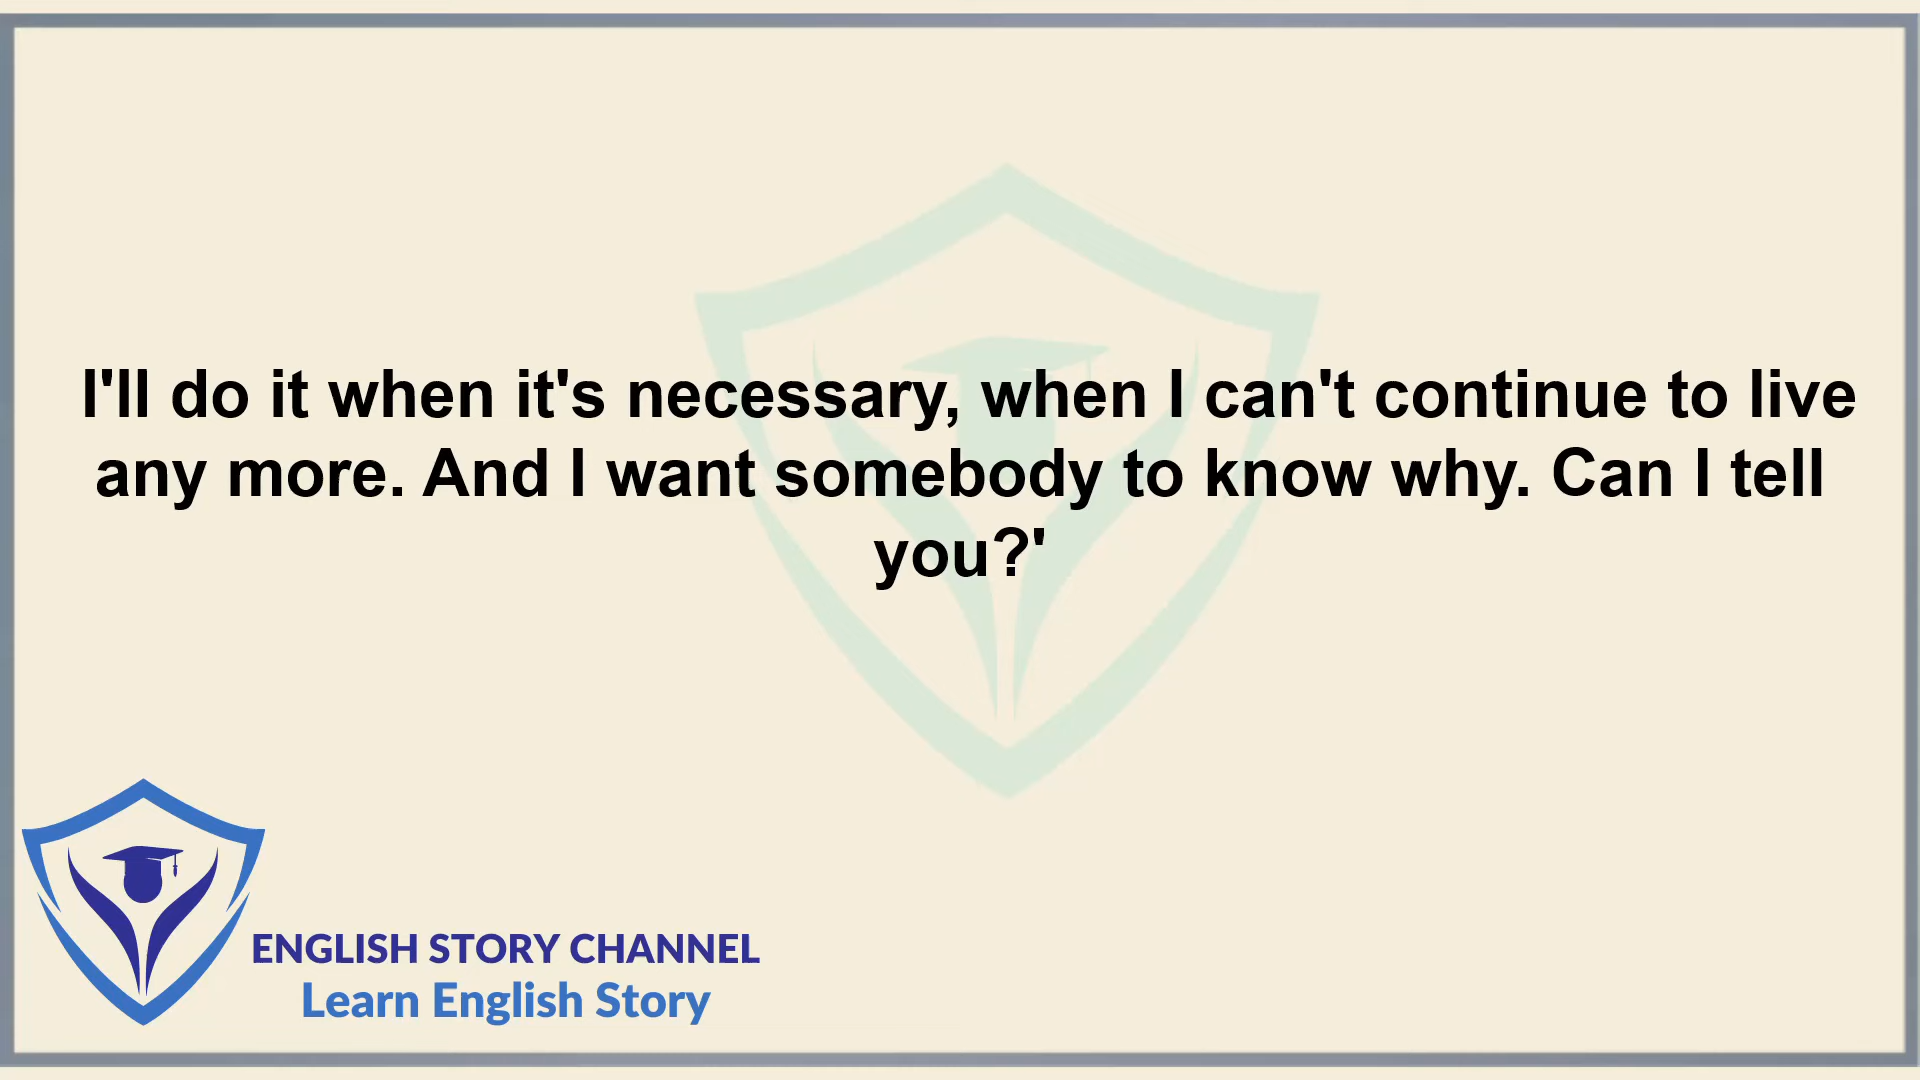 I'll do it when it's necessary, when I can't continue to live
any more. And I want somebody to know why. Can I tell
you?'
ENGLISH STORY CHANNEL
Learn English Story